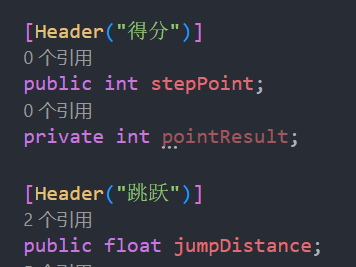 [Header("得分")]
0 个引用
public int stepPoint;
0 个引用
private int pointResult;
[Header("跳跃")]
2 个引用
public float jumpDistance;